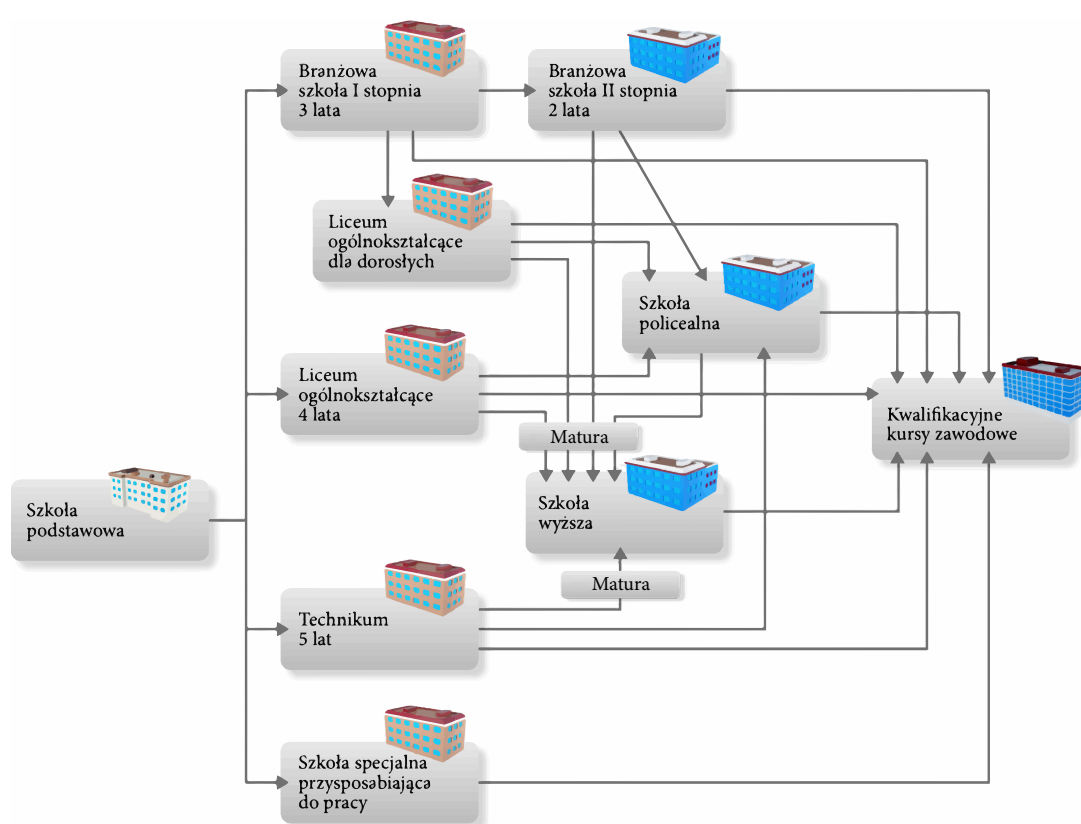 Branżowa
szkoła I stopnia
3 lata
Branżowa
szkoła II stopnia
2 lata
Liceum
ogólnokształcące
dla dorosłych
Szkoła
policealna
Liceum
ogólnokształcące
4 lata
Kwalifikacyjne
kursy zawodowe
Matura
Szkoła
podstawowa
Szkoła
wyższa
Matura
Technikum
5 lat
Szkoła specjalna
przysposabiająca
do pracy